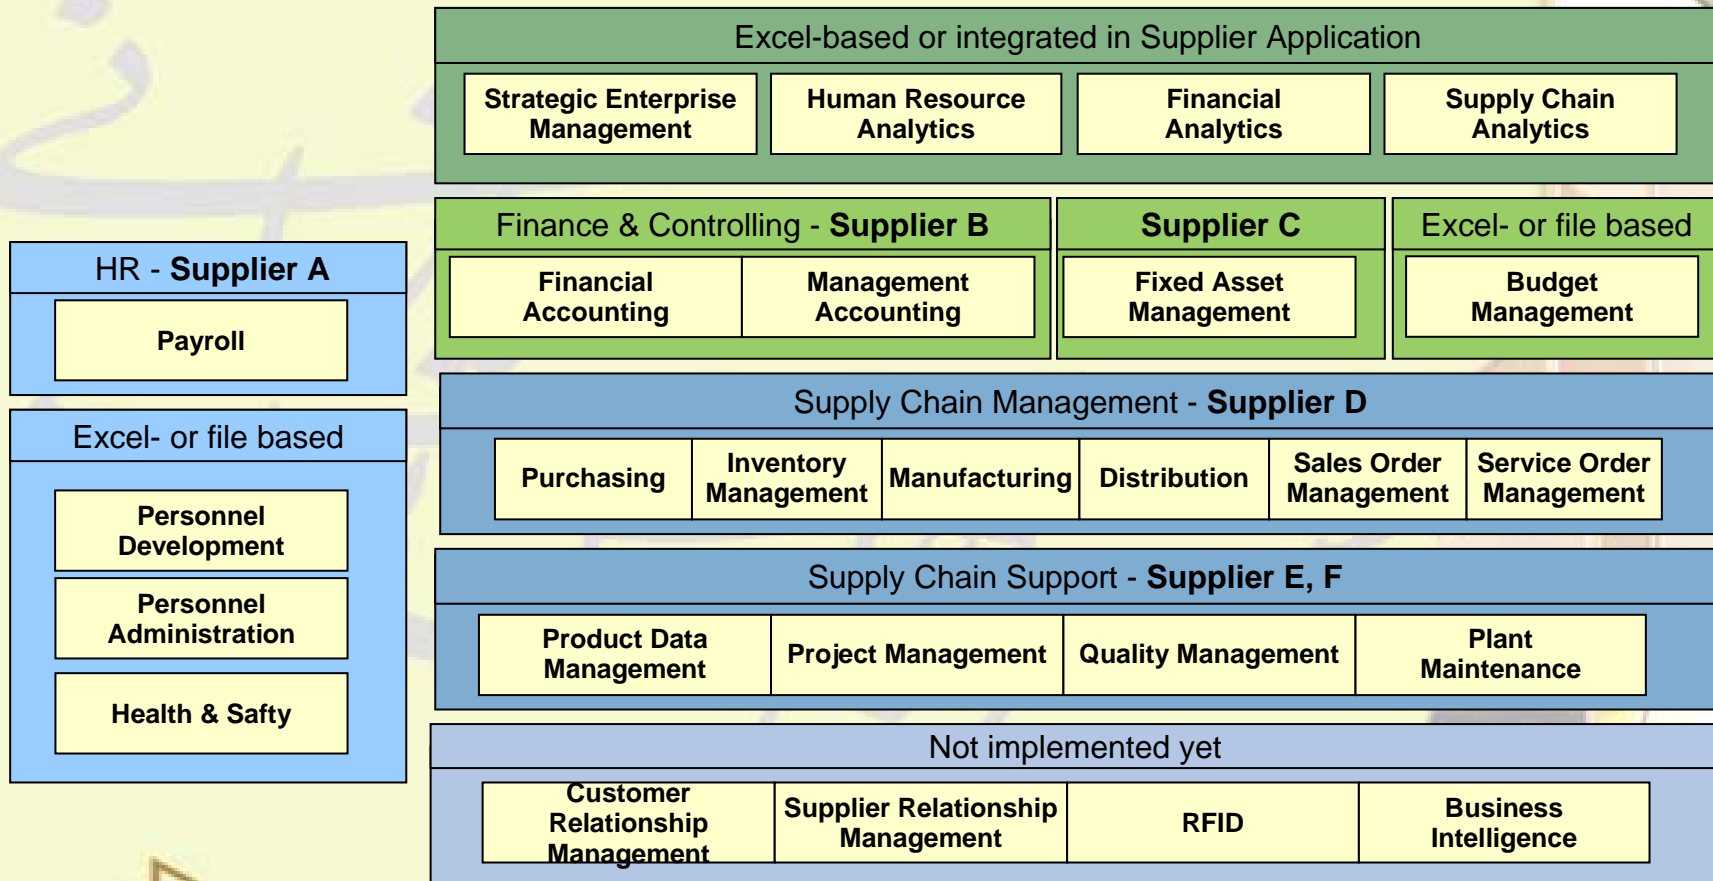 Excel-based or integrated in Supplier Application
Strategic Enterprise
Management
Human Resource
Analytics
Financial
Analytics
Supply Chain
Analytics
Finance & Controlling - Supplier B
Financial
Accounting
Management
Accounting
Supplier C
Fixed Asset
Management
Excel- or file based
Budget
Management
HR - Supplier A
Payroll
Excel- or file based
Personnel
Development
Personnel
Administration
Health & Safty
Supply Chain Management - Supplier D
Purchasing
Inventory
Management
Manufacturing
Distribution
Sales Order
Management
Service Order
Management
Supply Chain Support - Supplier E, F
Product Data
Management
Project Management
Quality Management
Plant
Maintenance
Not implemented yet
Customer
Relationship
Management
Supplier Relationship
Management
RFID
Business
Intelligence